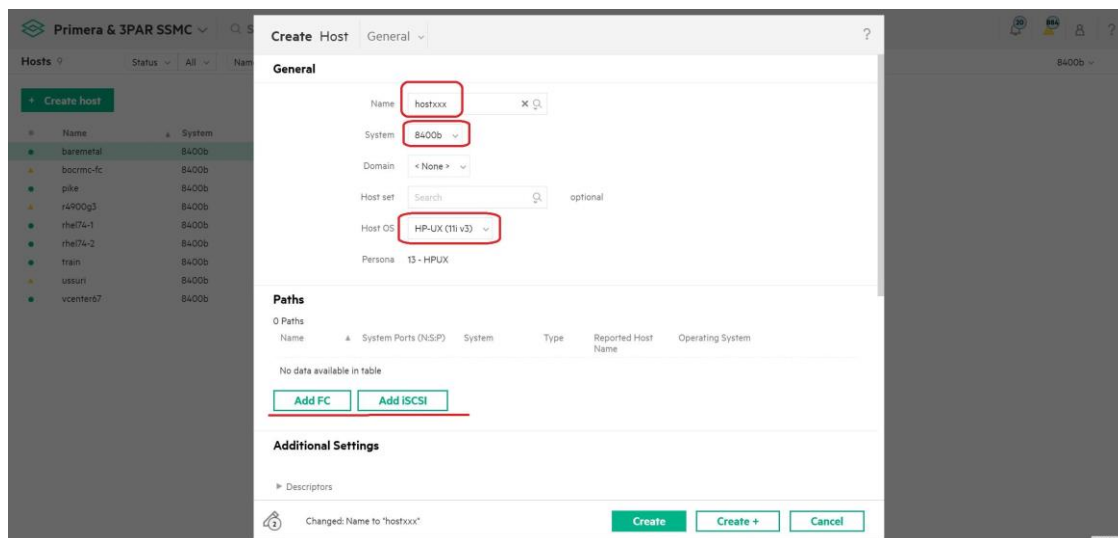 Primera & 3PAR SSMC
S
20
884
?
Hosts 9
Status
All
Nam
8400b
+ Create host
Name
System
baremetal
8400b
bocrmc-fc
8400b
pike
8400b
r4900g3
8400b
rhel74-1
8400b
rhel74-2
8400b
train
8400b
ussuri
8400b
vcenter67
8400b
Create Host
General
?
General
Name
hostxxx
System
8400b
Domain
< None >
Host set
Search
optional
Host OS
HP-UX (11i v3)
Persona
13 - HPUX
Paths
0 Paths
Name
System Ports (N:S:P)
System
Type
Reported Host
Name
Operating System
No data available in table
Add FC
Add iSCSI
Additional Settings
Descriptors
2
Changed: Name to "hostxxx"
Create
Create +
Cancel